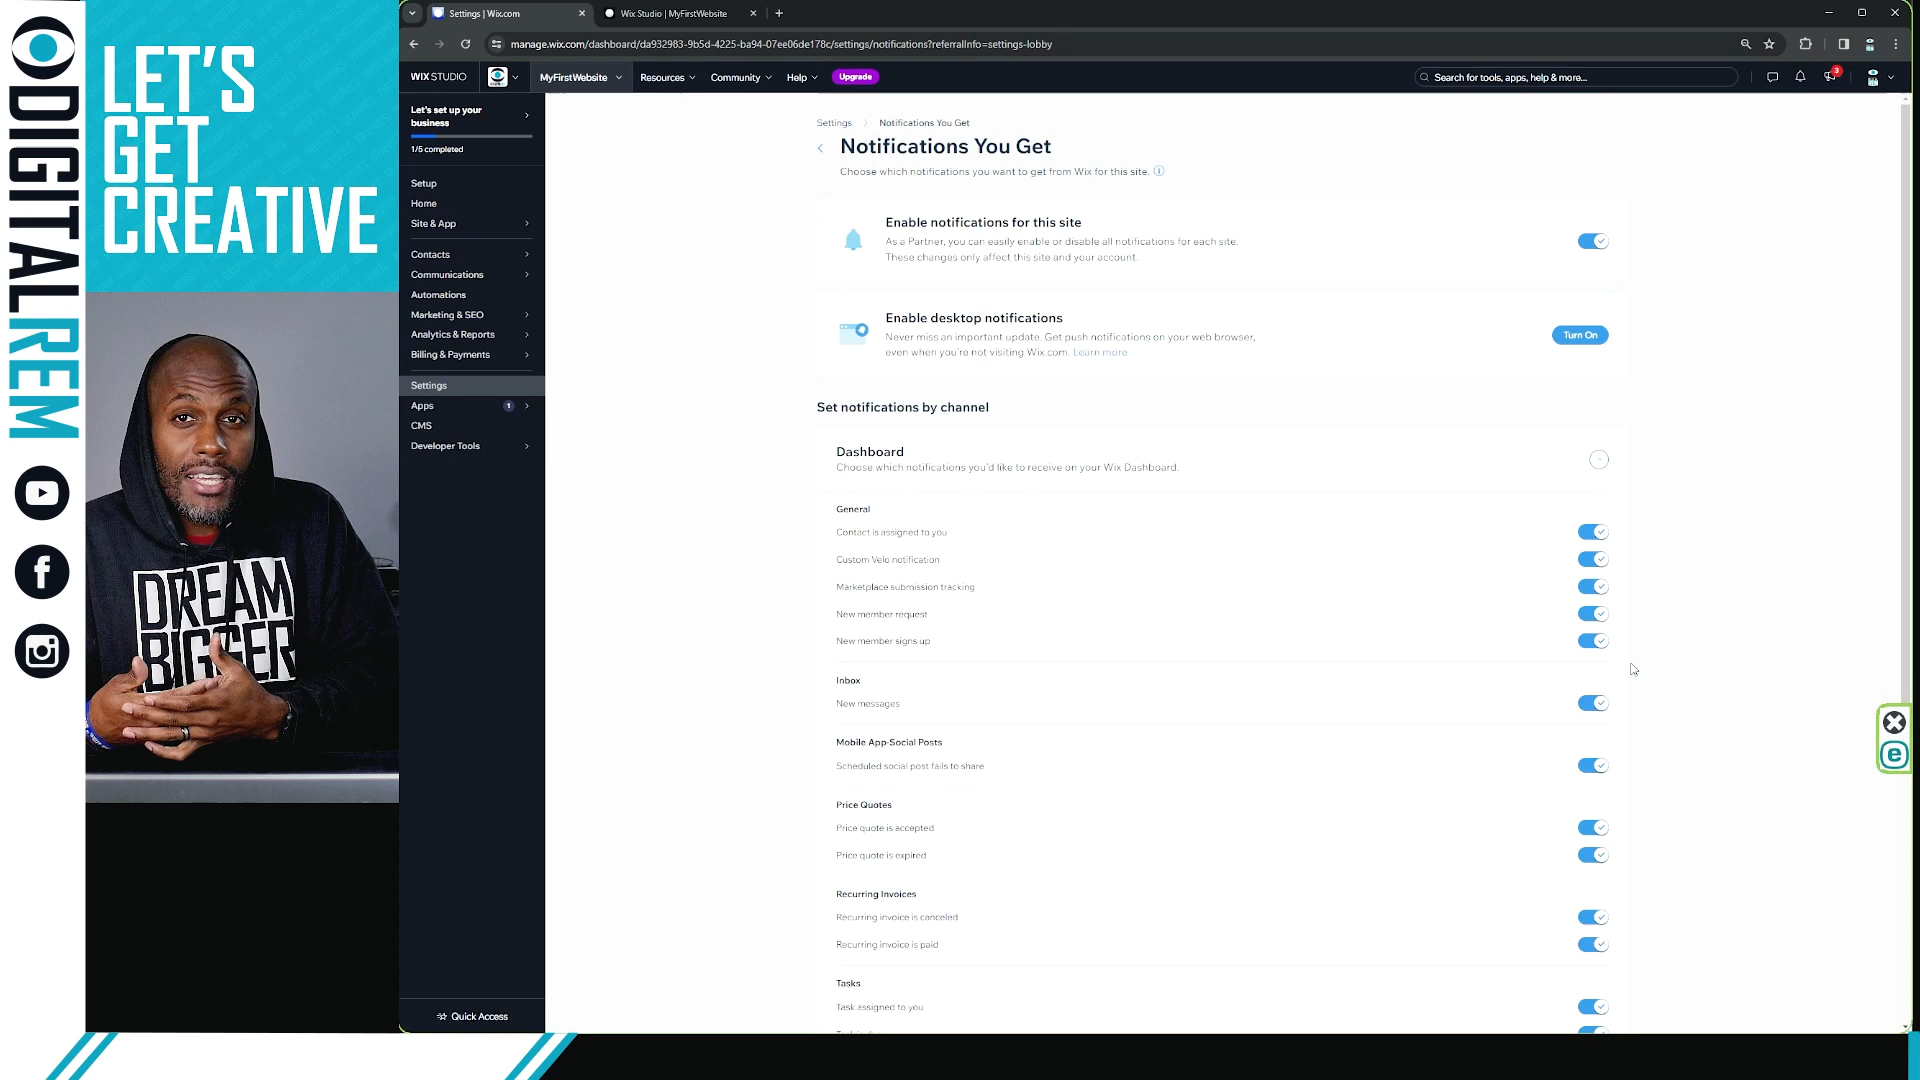 DIGITALREM
LET'S
GET
CREATIVE
DREAM
BIGGER
Settings | Wix.com
Wix Studio | MyFirstWebsite
manage.wix.com/dashboard/da932983-9b5d-4225-ba94-07ee06de178c/settings/notifications?referralInfo=settings-lobby
WIX STUDIO
MyFirstWebsite
Resources
Community
Help
Upgrade
Search for tools, apps, help & more...
3
Let's set up your
business
1/5 completed
Setup
Home
Site & App
Contacts
Communications
Automations
Marketing & SEO
Analytics & Reports
Billing & Payments
Settings
Apps 1
CMS
Developer Tools
Quick Access
Settings > Notifications You Get
Notifications You Get
Choose which notifications you want to get from Wix for this site.
Enable notifications for this site
As a Partner, you can easily enable or disable all notifications for each site.
These changes only affect this site and your account.
Enable desktop notifications
Never miss an important update. Get push notifications on your web browser,
even when you're not visiting Wix.com. Learn more
Turn On
Set notifications by channel
Dashboard
Choose which notifications you'd like to receive on your Wix Dashboard.
General
Contact is assigned to you
Custom Velo notification
Marketplace submission tracking
New member request
New member signs up
Inbox
New messages
Mobile App-Social Posts
Scheduled social post fails to share
Price Quotes
Price quote is accepted
Price quote is expired
Recurring Invoices
Recurring invoice is canceled
Recurring invoice is paid
Tasks
Task assigned to you